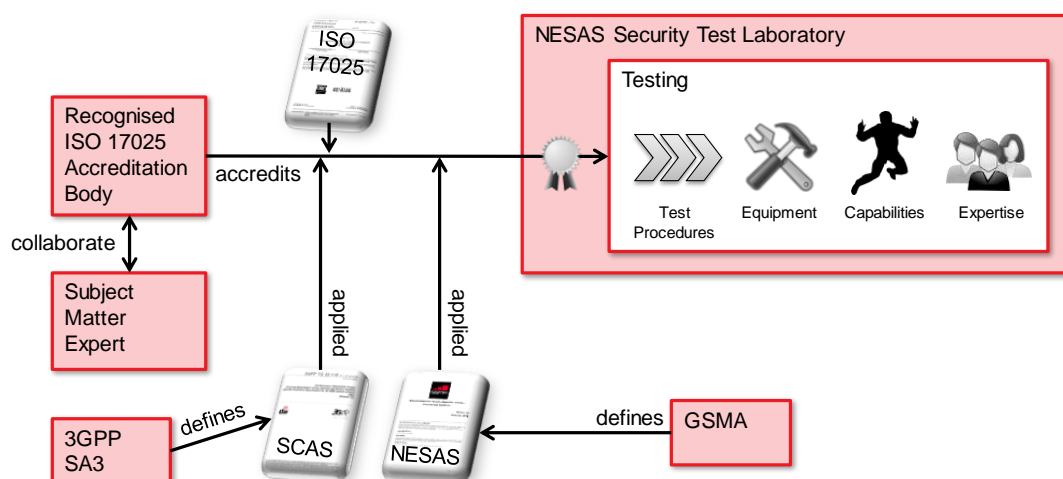 ISO
17025
NESAS Security Test Laboratory
Testing
Recognised
ISO 17025
Accreditation
Body
accredits
Test
Procedures
Equipment
Capabilities
Expertise
collaborate
Subject
Matter
Expert
applied
applied
3GPP
SA3
defines
SCAS
NESAS
defines
GSMA